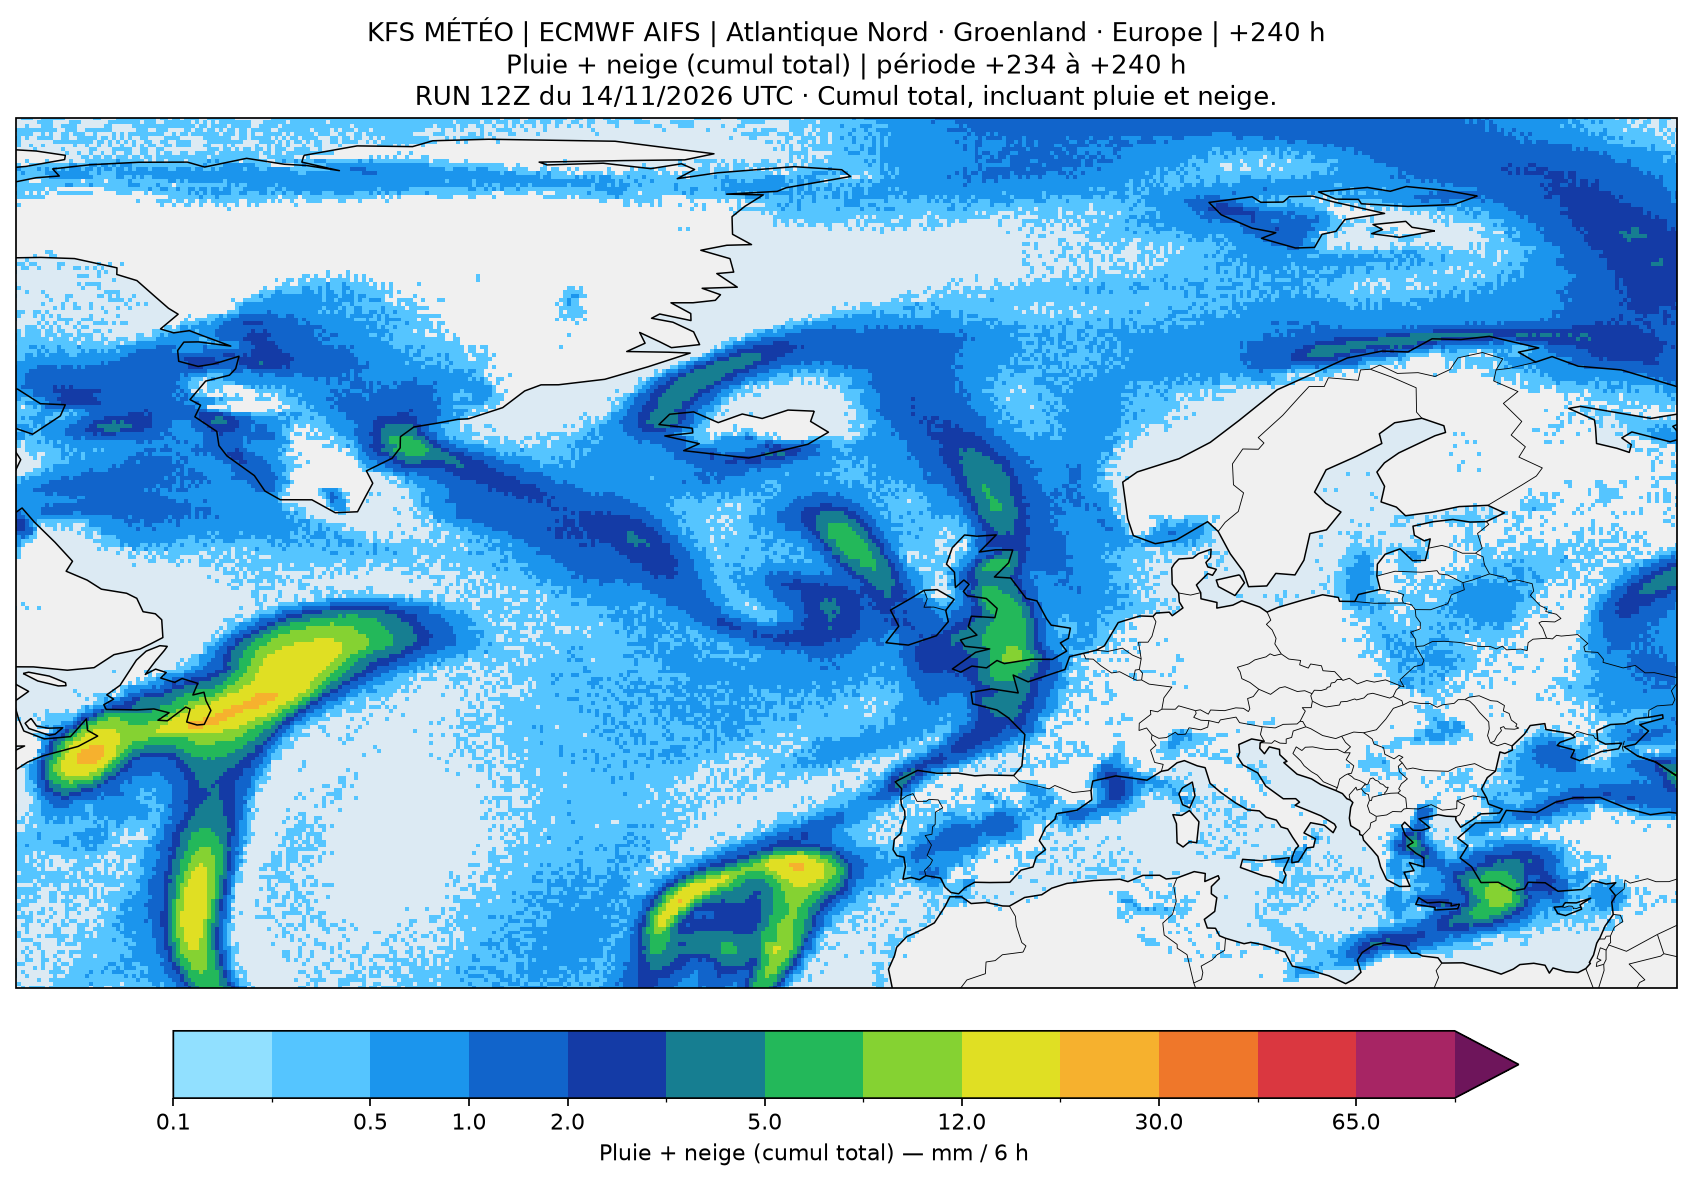 KFS MÉTÉO | ECMWF AIFS | Atlantique Nord · Groenland · Europe | +240 h
Pluie + neige (cumul total) | période +234 à +240 h
RUN 12Z du 14/11/2026 UTC · Cumul total, incluant pluie et neige.
0.1 0.5 1.0 2.0 5.0 12.0 30.0 65.0
Pluie + neige (cumul total) — mm / 6 h